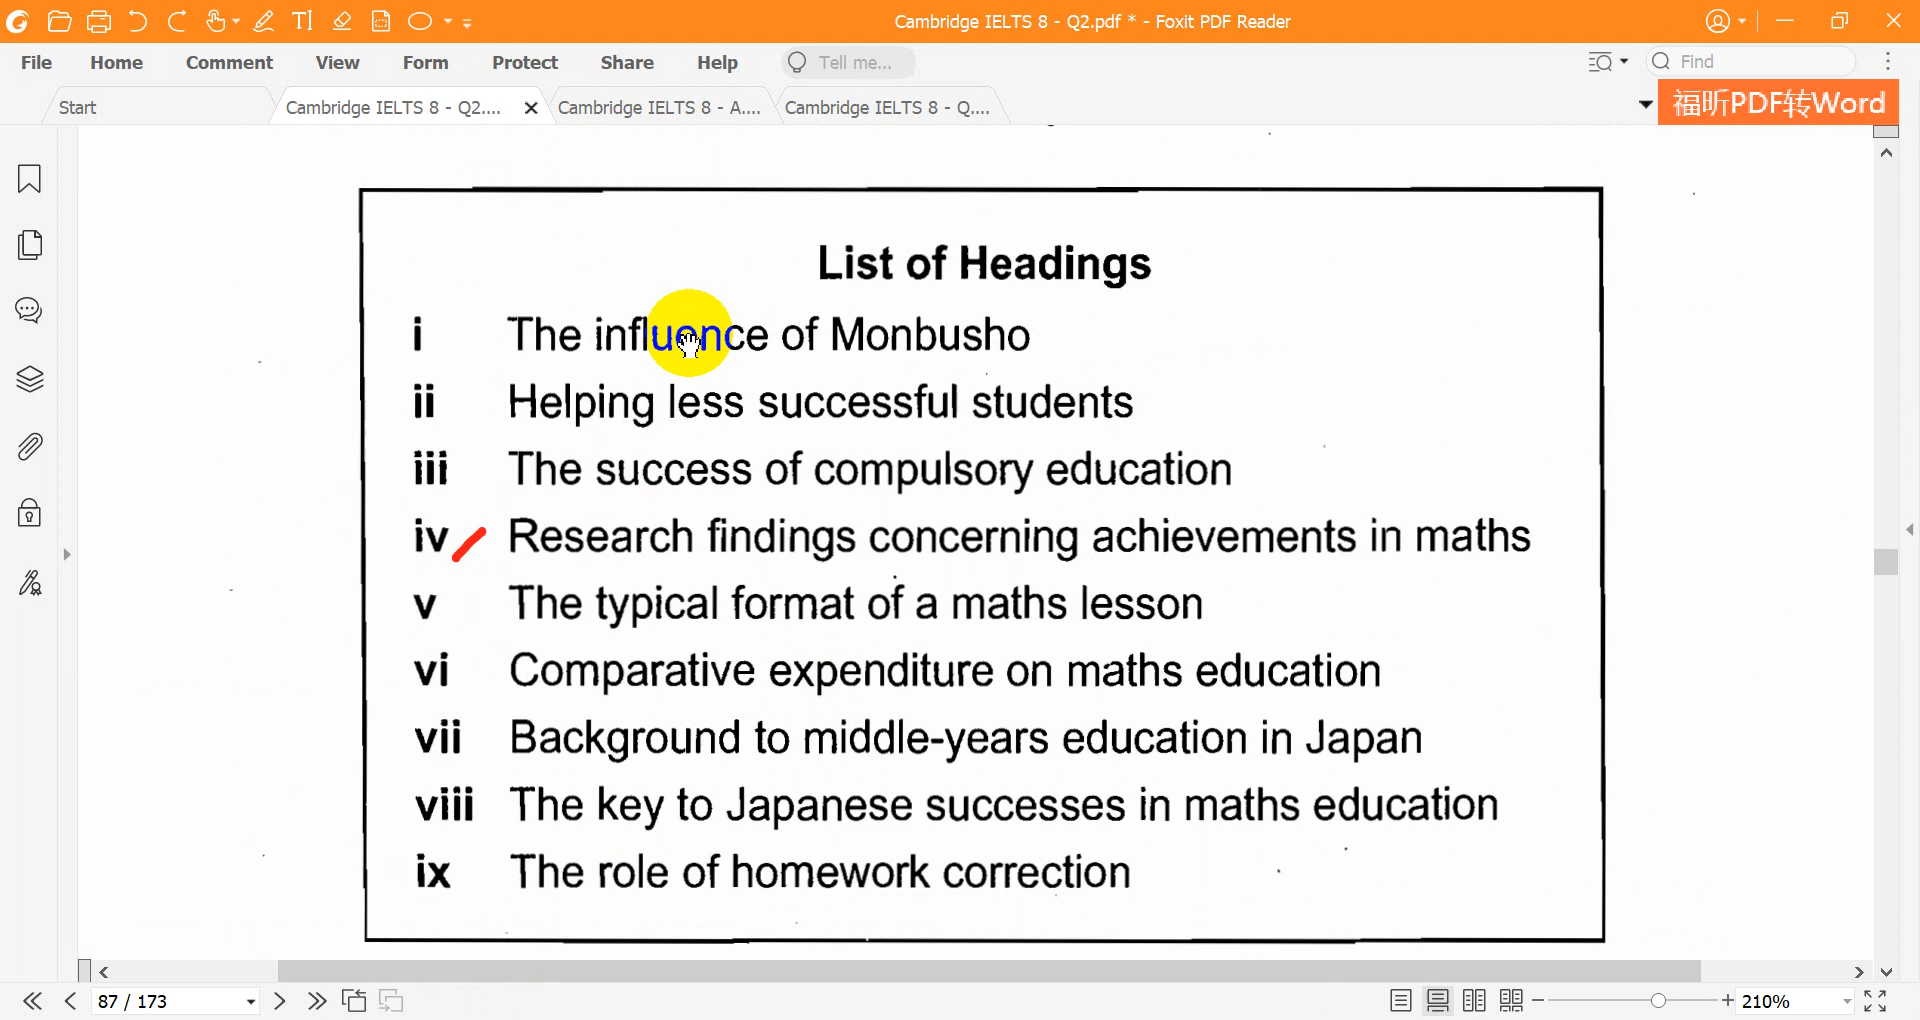 Cambridge IELTS 8 - Q2.pdf * - Foxit PDF Reader
File Home Comment View Form Protect Share Help Tell me... Find
Start Cambridge IELTS 8 - Q2.... Cambridge IELTS 8 - A.... Cambridge IELTS 8 - Q.... 福昕PDF转Word
List of Headings
i The influence of Monbusho
ii Helping less successful students
iii The success of compulsory education
iv Research findings concerning achievements in maths
v The typical format of a maths lesson
vi Comparative expenditure on maths education
vii Background to middle-years education in Japan
viii The key to Japanese successes in maths education
ix The role of homework correction
87 / 173 210%